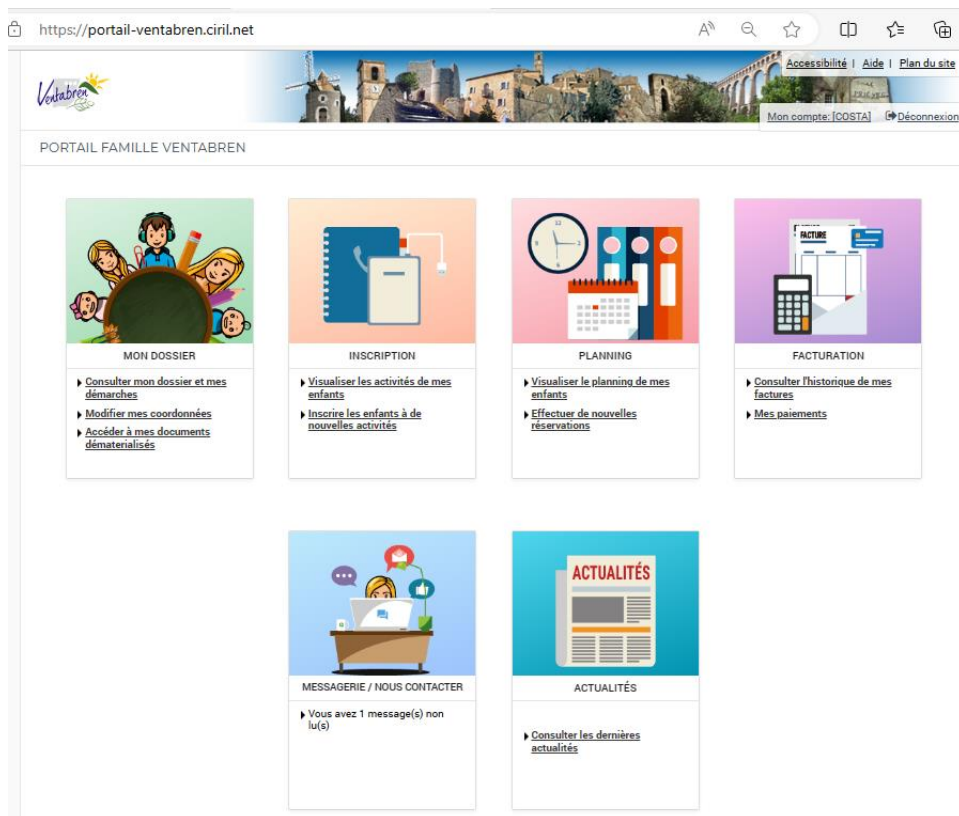 https://portail-ventabren.ciril.net
Accessibilité | Aide | Plan du site
Ventabren
Mon compte: [COSTA] Déconnexion
PORTAIL FAMILLE VENTABREN
FACTURE
MON DOSSIER
Consulter mon dossier et mes
démarches
Modifier mes coordonnées
Accéder à mes documents
dématerialisés
INSCRIPTION
Visualiser les activités de mes
enfants
Inscrire les enfants à de
nouvelles activités
PLANNING
Visualiser le planning de mes
enfants
Effectuer de nouvelles
réservations
FACTURATION
Consulter l'historique de mes
factures
Mes paiements
MESSAGERIE / NOUS CONTACTER
Vous avez 1 message(s) non
lu(s)
ACTUALITÉS
ACTUALITÉS
Consulter les dernières
actualités